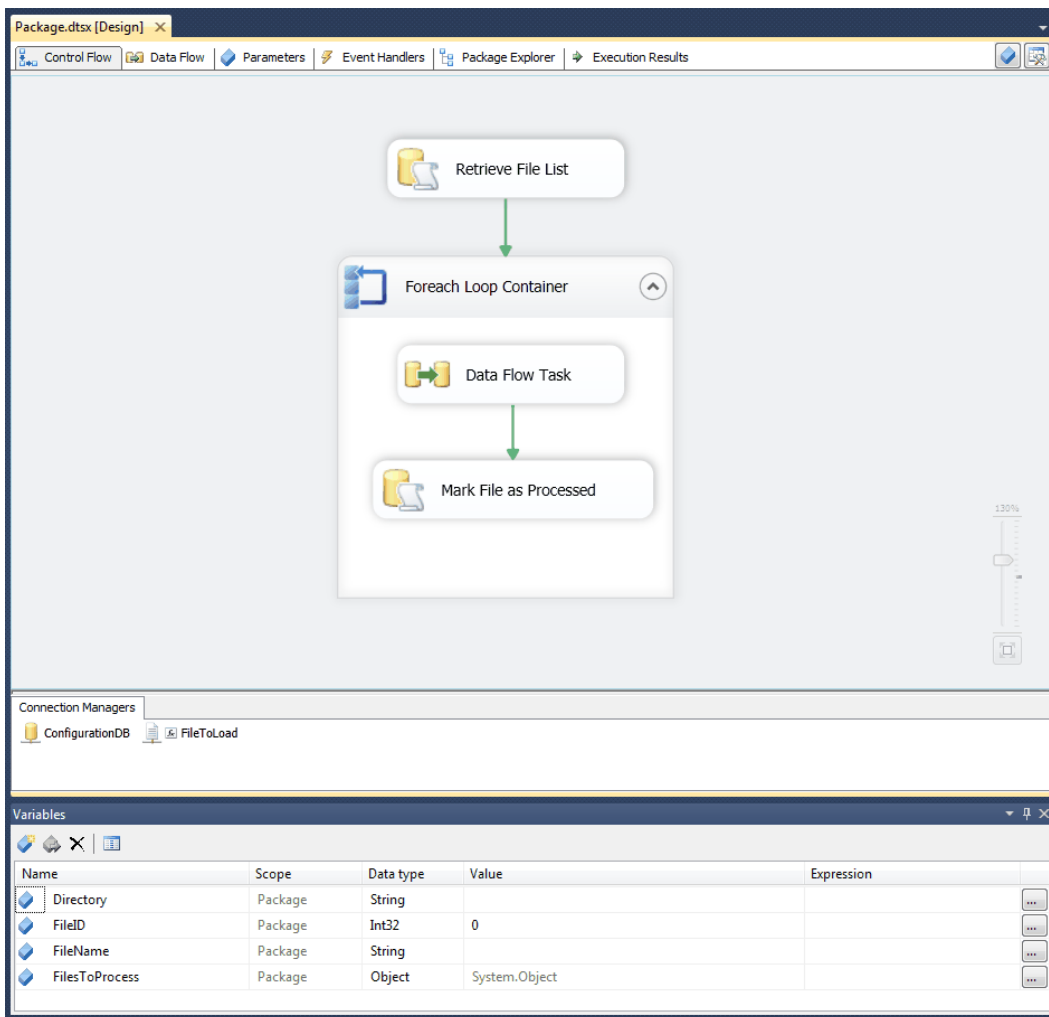 Package.dtsx [Design]
Control Flow Data Flow Parameters Event Handlers Package Explorer Execution Results
Retrieve File List
Foreach Loop Container
Data Flow Task
Mark File as Processed
130%
Connection Managers
ConfigurationDB fx FileToLoad
Variables
Name Scope Data type Value Expression
Directory Package String ...
FileID Package Int32 0 ...
FileName Package String ...
FilesToProcess Package Object System.Object ...